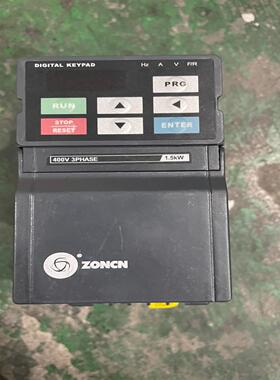 DIGITAL KEYPAD Hz A V F/R
PRG
RUN
STOP
RESET
ENTER
400V 3PHASE 1.5kW
ZONCN